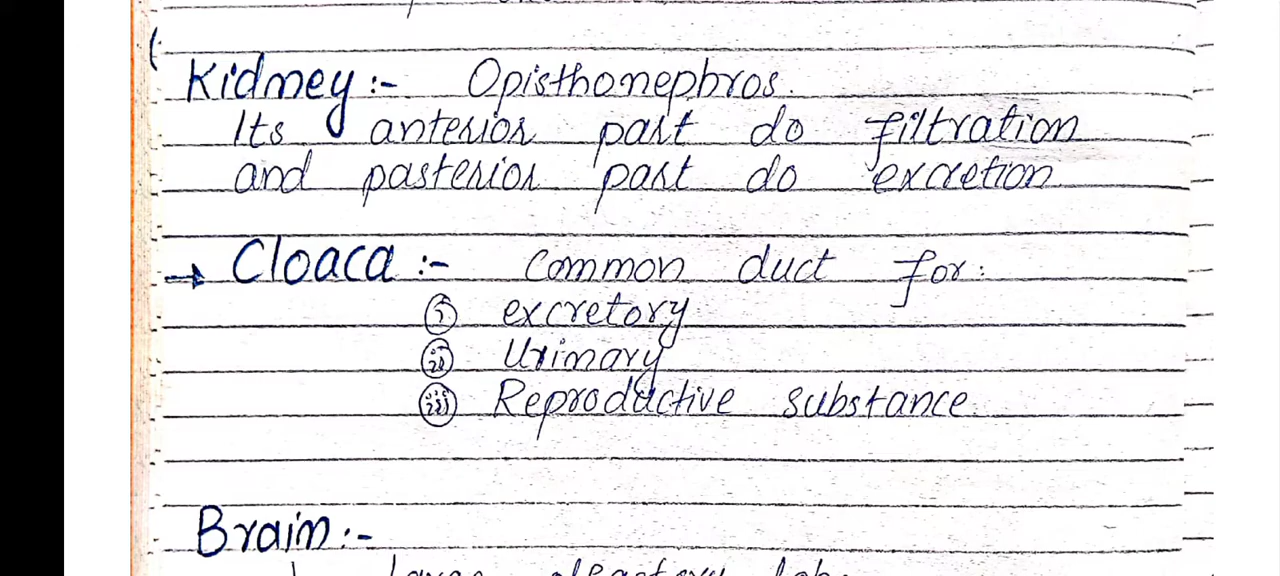 Kidney :- Opisthonephros.
Its anterior part do filtration
and pasterior part do excretion
→ Cloaca :- Common duct for:
(i) excretory
(ii) Urinary
(iii) Reproductive substance.
Brain :-